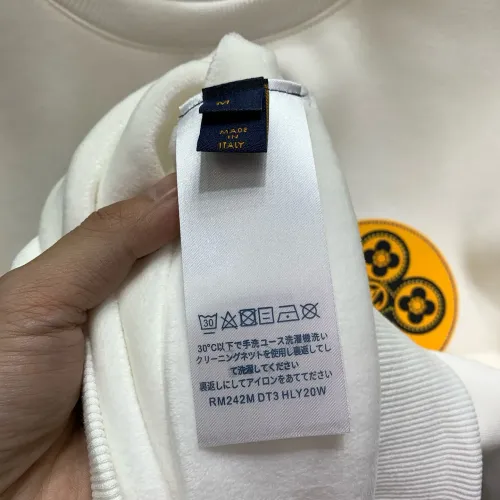 M
MADE
IN
ITALY
30
30℃以下で手洗ユース洗濯機洗い
クリーニングネットを使用し裏返し
て洗濯してください
裏返しにしてアイロンをあててください
RM242M DT3 HLY20W